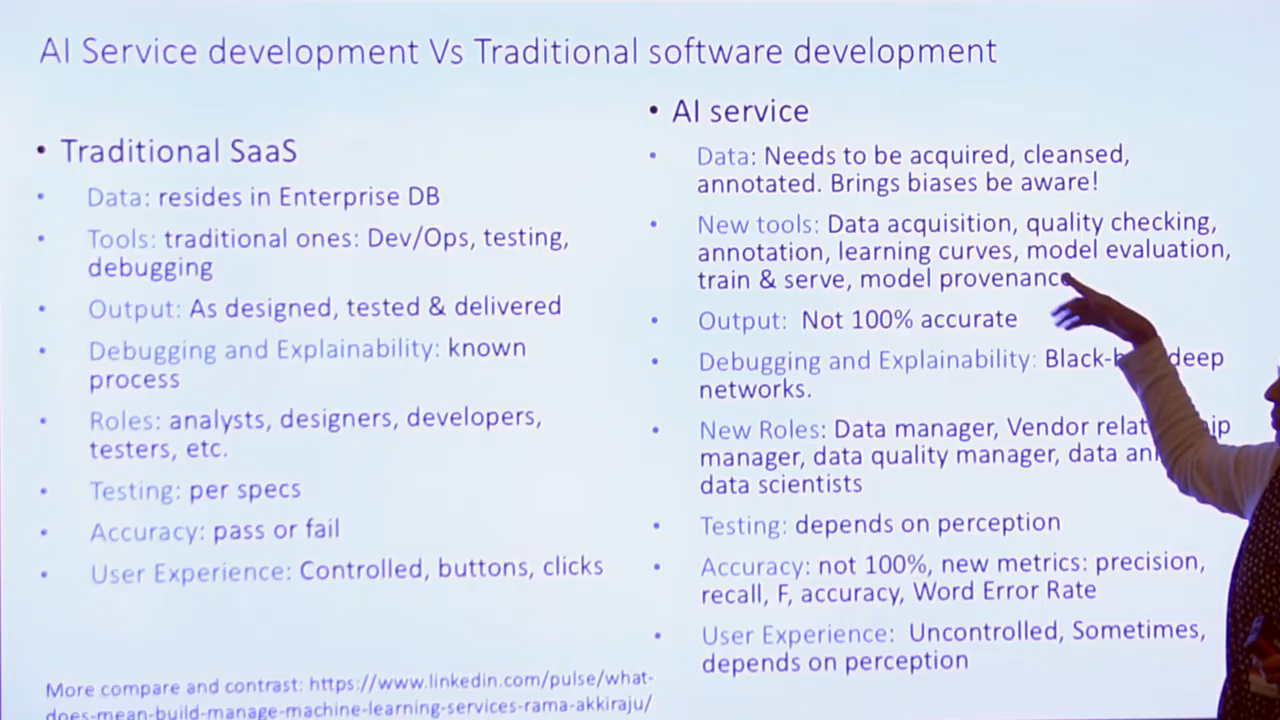 AI Service development Vs Traditional software development
• Traditional SaaS
• Data: resides in Enterprise DB
• Tools: traditional ones: Dev/Ops, testing,
debugging
• Output: As designed, tested & delivered
• Debugging and Explainability: known
process
• Roles: analysts, designers, developers,
testers, etc.
• Testing: per specs
• Accuracy: pass or fail
• User Experience: Controlled, buttons, clicks
More compare and contrast: https://www.linkedin.com/pulse/what-
does-mean-build-manage-machine-learning-services-rama-akkiraju/
• AI service
• Data: Needs to be acquired, cleansed,
annotated. Brings biases be aware!
• New tools: Data acquisition, quality checking,
annotation, learning curves, model evaluation,
train & serve, model provenance
• Output: Not 100% accurate
• Debugging and Explainability: deep
networks.
• New Roles: Data manager, Vendor
manager, data quality manager, data
data scientists
• Testing: depends on perception
• Accuracy: not 100%, new metrics: precision,
recall, F, accuracy, Word Error Rate
• User Experience: Uncontrolled, Sometimes,
depends on perception